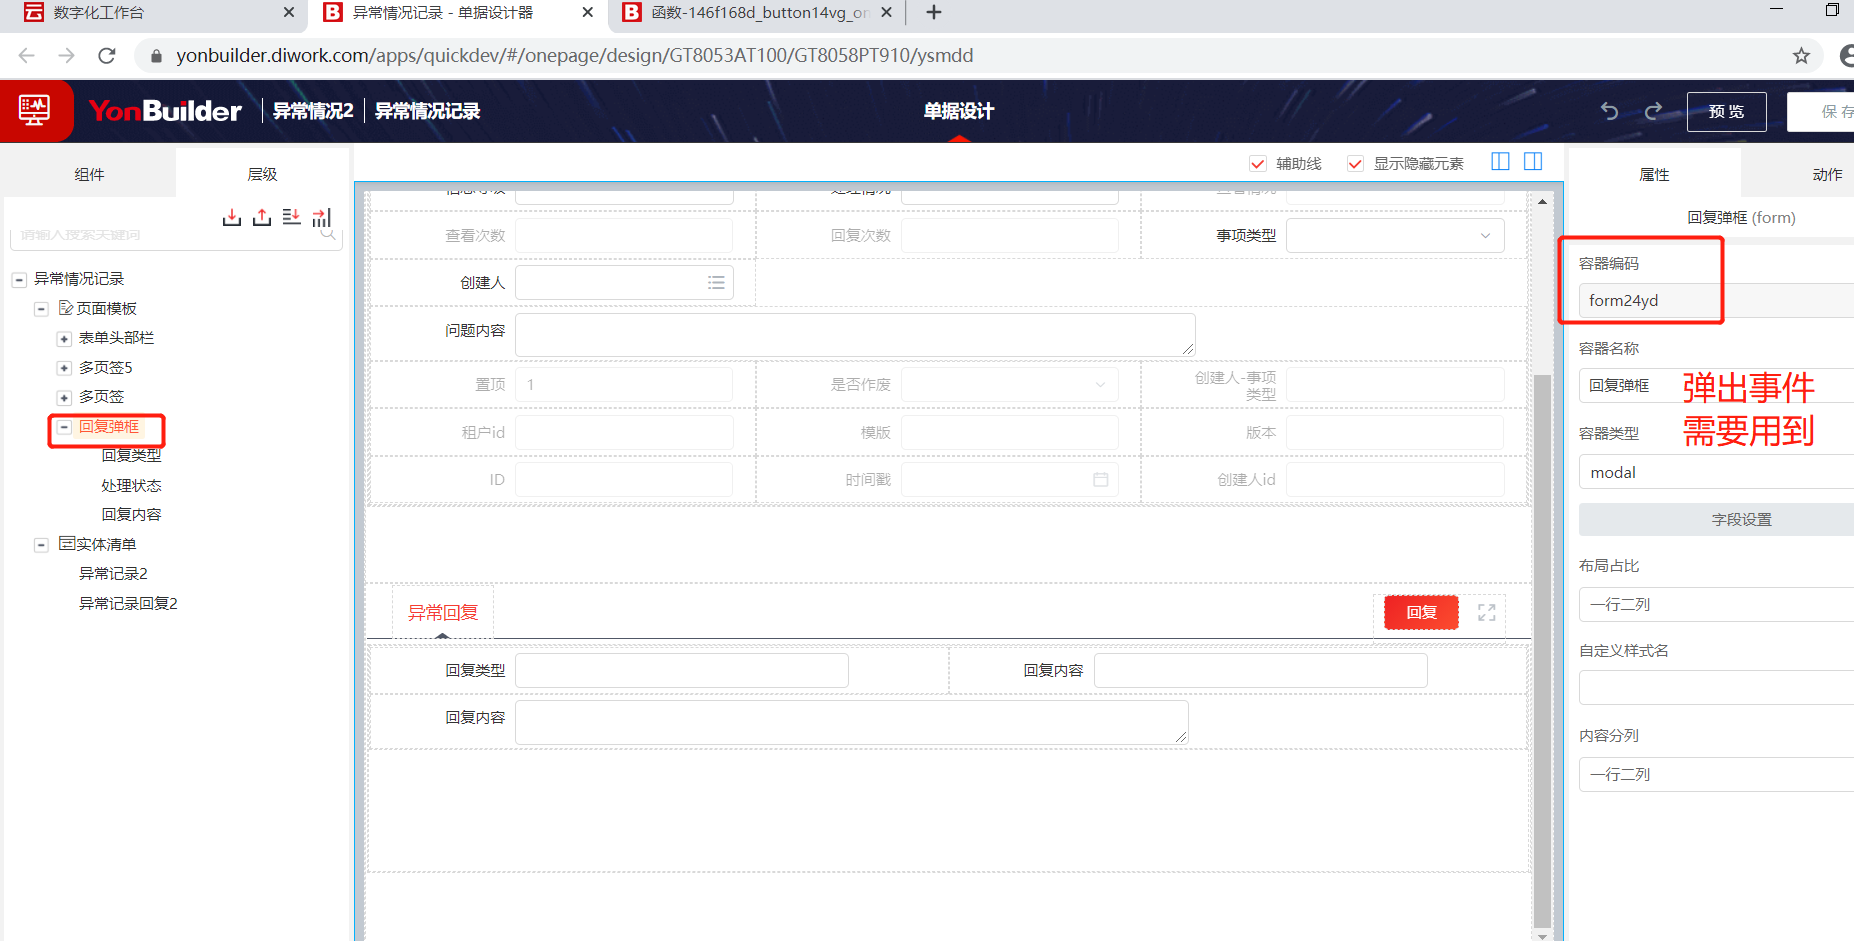 数字化工作台
异常情况记录 - 单据设计器
函数-146f168d_button14vg_on
yonbuilder.diwork.com/apps/quickdev/#/onepage/design/GT8053AT100/GT8058PT910/ysmdd
YonBuilder
异常情况2
异常情况记录
单据设计
预览
保存
组件
层级
请输入搜索关键词
异常情况记录
页面模板
表单头部栏
多页签5
多页签
回复弹框
回复类型
处理状态
回复内容
实体清单
异常记录2
异常记录回复2
辅助线
显示隐藏元素
查看次数
回复次数
事项类型
创建人
问题内容
置顶
1
是否作废
创建人-事项
类型
租户id
模版
版本
ID
时间戳
创建人id
异常回复
回复
回复类型
回复内容
回复内容
属性
动作
回复弹框 (form)
容器编码
form24yd
容器名称
回复弹框
弹出事件
需要用到
容器类型
modal
字段设置
布局占比
一行二列
自定义样式名
内容分列
一行二列